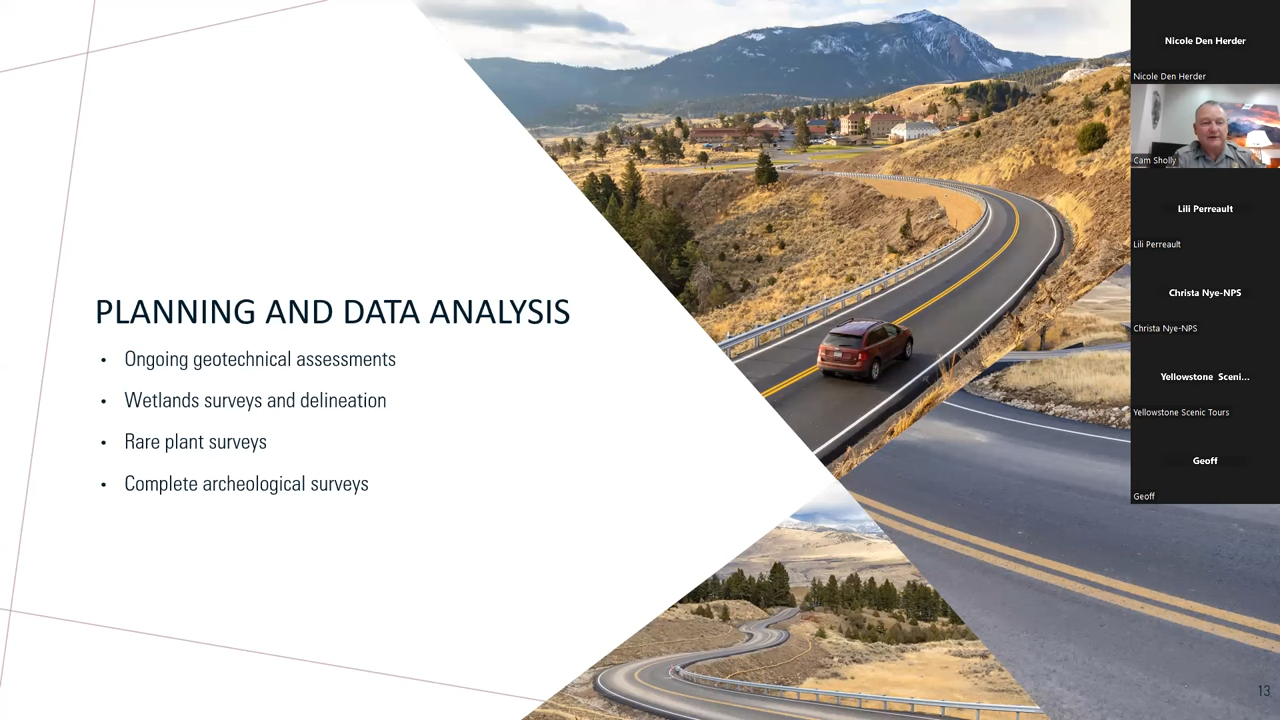 PLANNING AND DATA ANALYSIS
• Ongoing geotechnical assessments
• Wetlands surveys and delineation
• Rare plant surveys
• Complete archeological surveys
Nicole Den Herder
Nicole Den Herder
Cam Sholly
Lili Perreault
Lili Perreault
Christa Nye-NPS
Christa Nye-NPS
Yellowstone Sceni...
Yellowstone Scenic Tours
Geoff
Geoff
13